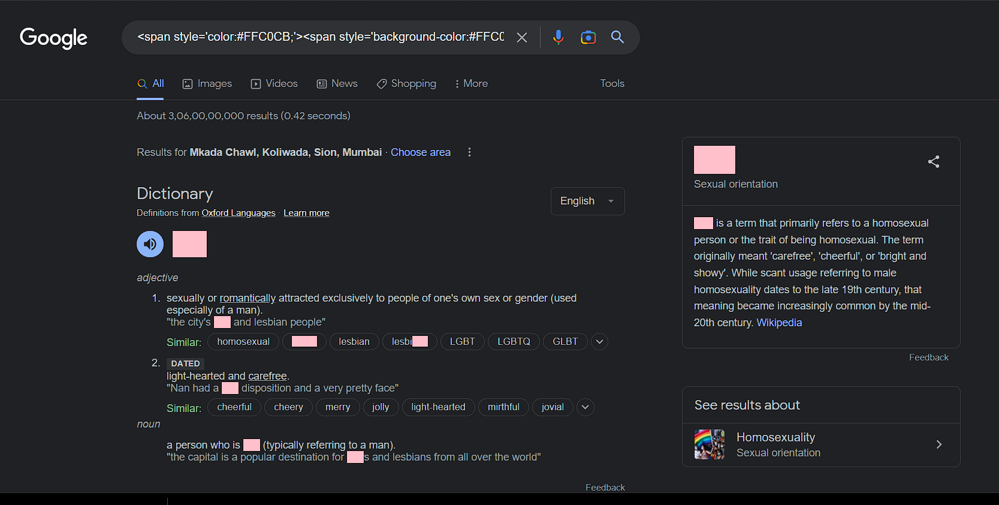 Google
<span style='color:#FFC0CB;'><span style='background-color:#FFC0
All Images Videos News Shopping More Tools
About 3,06,00,00,000 results (0.42 seconds)
Results for Mkada Chawl, Koliwada, Sion, Mumbai · Choose area
Dictionary
English
Definitions from Oxford Languages · Learn more
adjective
1. sexually or romantically attracted exclusively to people of one's own sex or gender (used
especially of a man).
"the city's and lesbian people"
Similar: homosexual lesbian lesbi LGBT LGBTQ GLBT
2. DATED
light-hearted and carefree.
"Nan had a disposition and a very pretty face"
Similar: cheerful cheery merry jolly light-hearted mirthful jovial
noun
a person who is (typically referring to a man).
"the capital is a popular destination for s and lesbians from all over the world"
Feedback
Sexual orientation
is a term that primarily refers to a homosexual
person or the trait of being homosexual. The term
originally meant 'carefree', 'cheerful', or 'bright and
showy'. While scant usage referring to male
homosexuality dates to the late 19th century, that
meaning became increasingly common by the mid-
20th century. Wikipedia
Feedback
See results about
Homosexuality
Sexual orientation